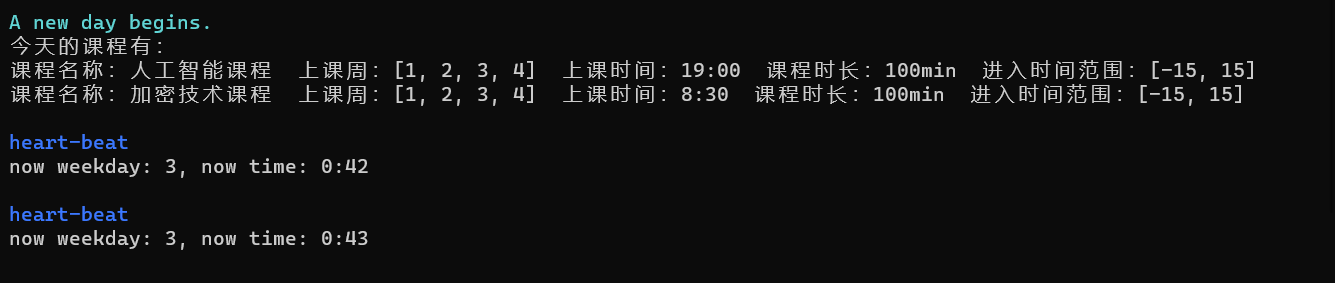 A new day begins.
今天的课程有：
课程名称：人工智能课程  上课周：[1, 2, 3, 4]  上课时间：19:00  课程时长：100min  进入时间范围：[-15, 15]
课程名称：加密技术课程  上课周：[1, 2, 3, 4]  上课时间：8:30  课程时长：100min  进入时间范围：[-15, 15]
heart-beat
now weekday: 3, now time: 0:42
heart-beat
now weekday: 3, now time: 0:43